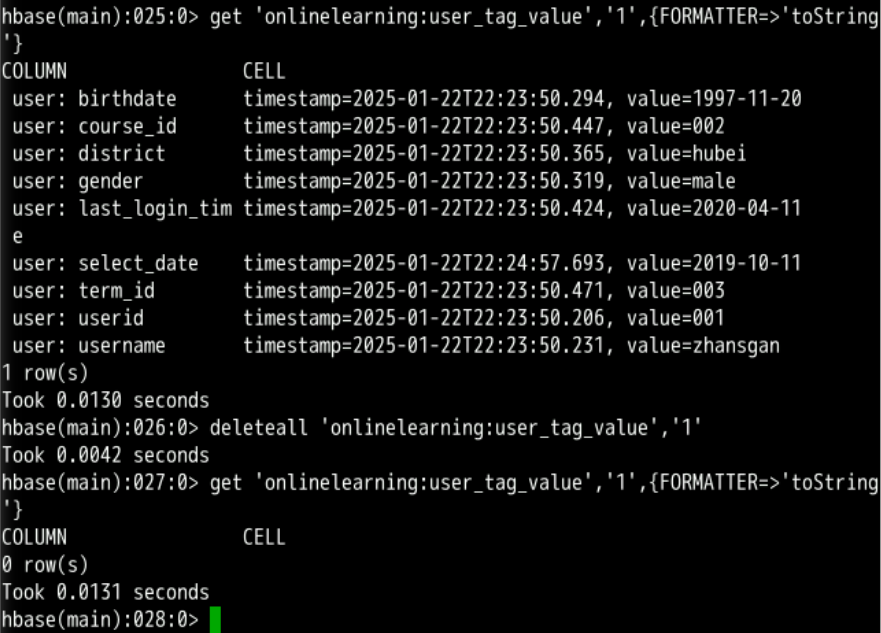 hbase(main):025:0> get 'onlinelearning:user_tag_value','1',{FORMATTER=>'toString
'}
COLUMN                CELL
 user: birthdate      timestamp=2025-01-22T22:23:50.294, value=1997-11-20
 user: course_id      timestamp=2025-01-22T22:23:50.447, value=002
 user: district       timestamp=2025-01-22T22:23:50.365, value=hubei
 user: gender         timestamp=2025-01-22T22:23:50.319, value=male
 user: last_login_tim timestamp=2025-01-22T22:23:50.424, value=2020-04-11
 e
 user: select_date    timestamp=2025-01-22T22:24:57.693, value=2019-10-11
 user: term_id        timestamp=2025-01-22T22:23:50.471, value=003
 user: userid         timestamp=2025-01-22T22:23:50.206, value=001
 user: username       timestamp=2025-01-22T22:23:50.231, value=zhansgan
1 row(s)
Took 0.0130 seconds
hbase(main):026:0> deleteall 'onlinelearning:user_tag_value','1'
Took 0.0042 seconds
hbase(main):027:0> get 'onlinelearning:user_tag_value','1',{FORMATTER=>'toString
'}
COLUMN                CELL
0 row(s)
Took 0.0131 seconds
hbase(main):028:0>